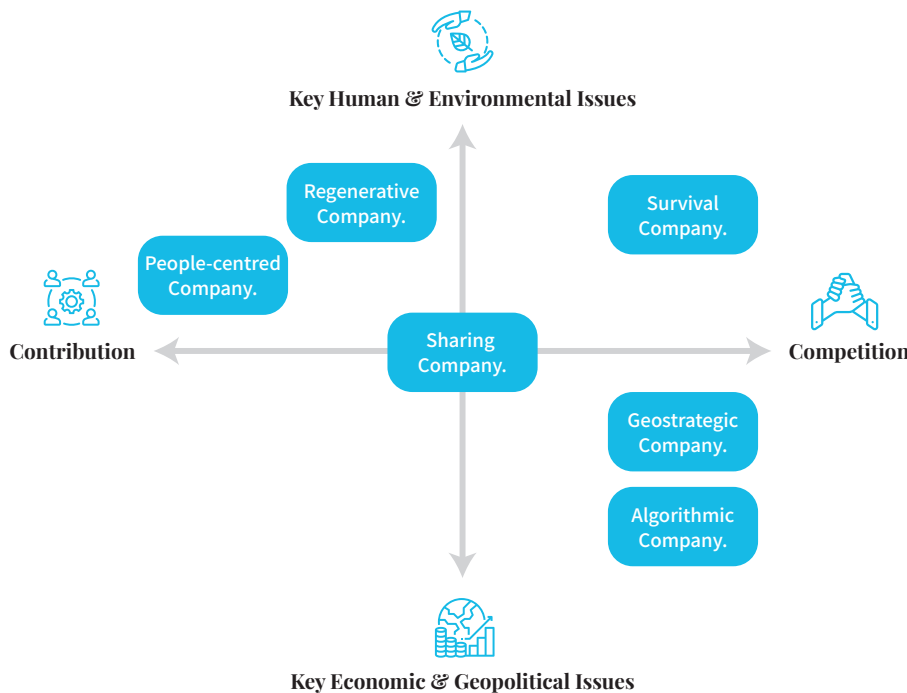 Key Human & Environmental Issues
Regenerative
Company.
Survival
Company.
People-centred
Company.
Contribution
Sharing
Company.
Competition
Geostrategic
Company.
Algorithmic
Company.
Key Economic & Geopolitical Issues